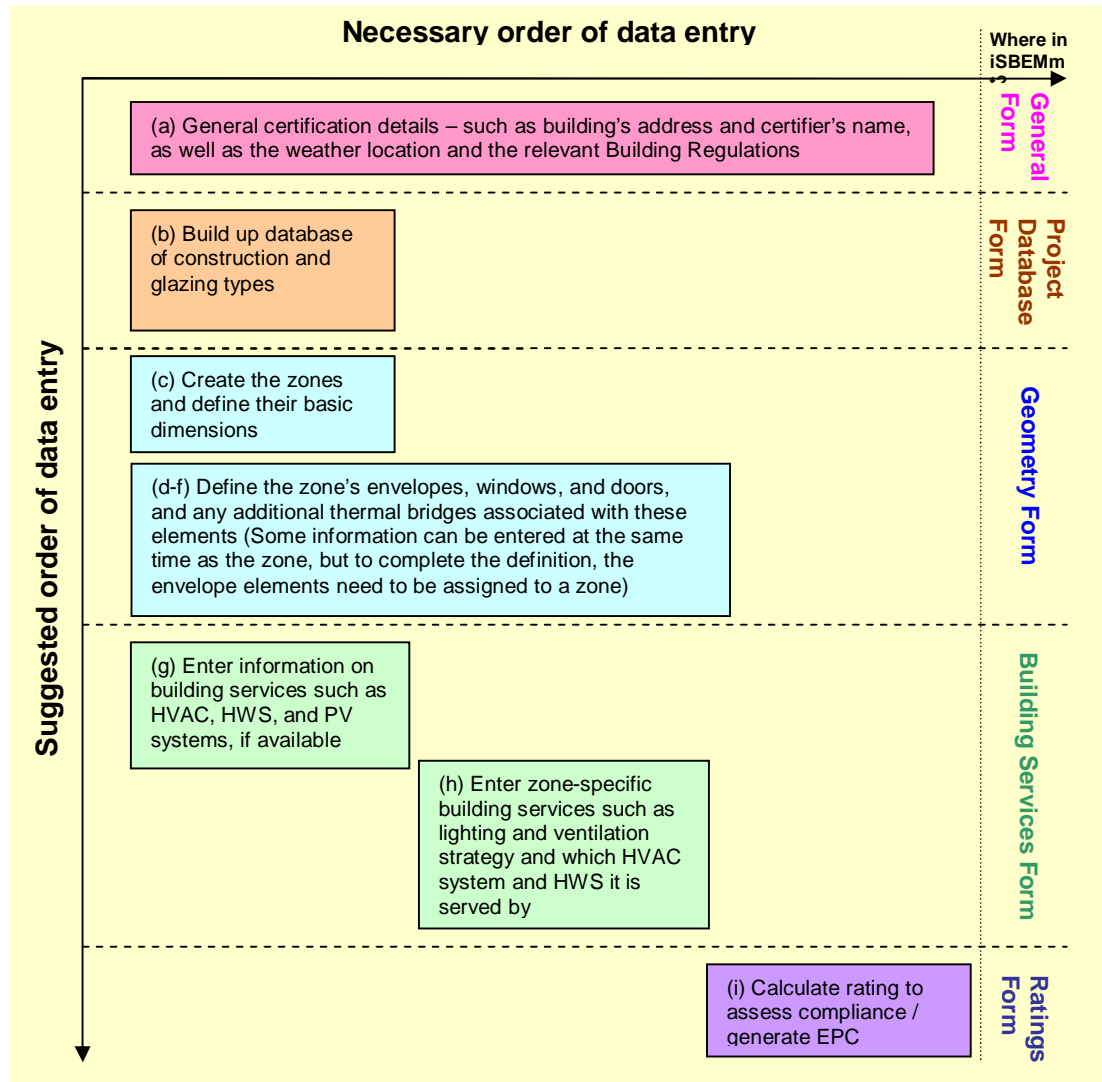 Necessary order of data entry
Where in
iSBEMm
General
Form
(a) General certification details – such as building's address and certifier's name,
as well as the weather location and the relevant Building Regulations
Project
Database
Form
(b) Build up database
of construction and
glazing types
Suggested order of data entry
(c) Create the zones
and define their basic
dimensions
Geometry Form
(d-f) Define the zone's envelopes, windows, and doors,
and any additional thermal bridges associated with these
elements (Some information can be entered at the same
time as the zone, but to complete the definition, the
envelope elements need to be assigned to a zone)
(g) Enter information on
building services such as
HVAC, HWS, and PV
systems, if available
Building Services Form
(h) Enter zone-specific
building services such as
lighting and ventilation
strategy and which HVAC
system and HWS it is
served by
(i) Calculate rating to
assess compliance /
generate EPC
Ratings
Form